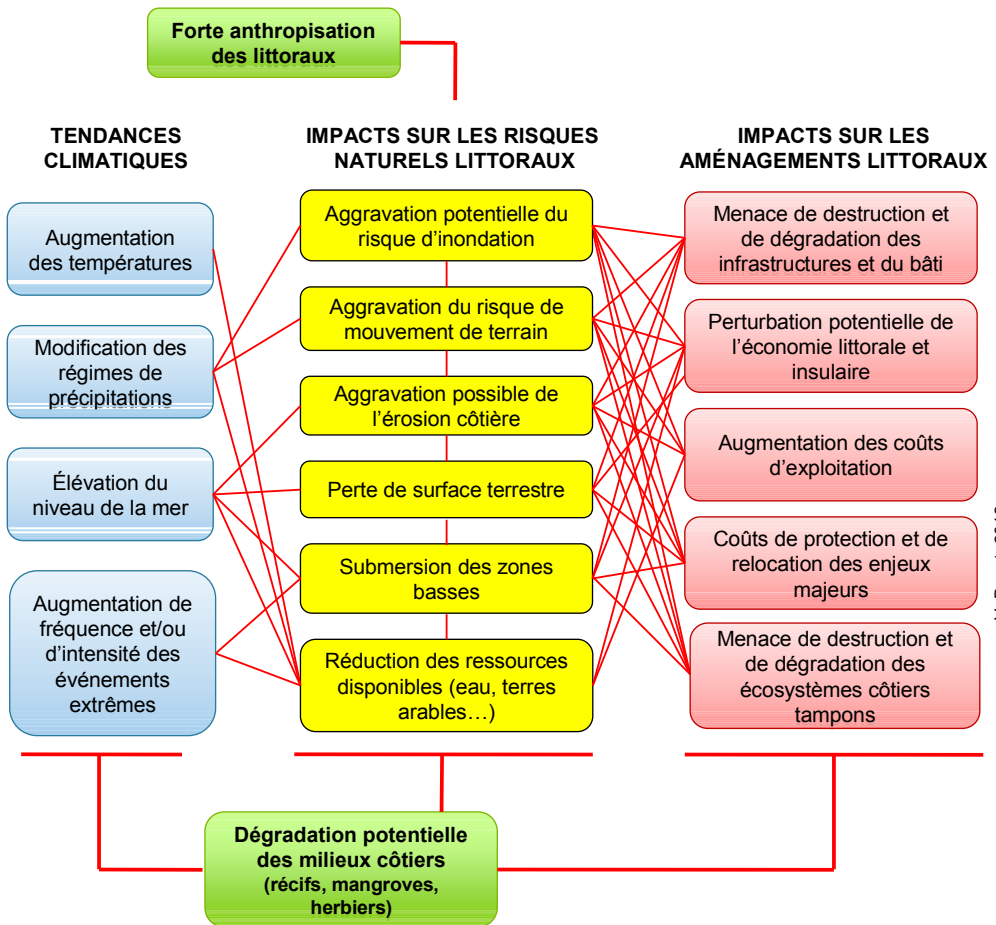 Forte anthropisation
des littoraux
TENDANCES
CLIMATIQUES
IMPACTS SUR LES RISQUES
NATURELS LITTORAUX
IMPACTS SUR LES
AMÉNAGEMENTS LITTORAUX
Augmentation
des températures
Modification des
régimes de
précipitations
Élévation du
niveau de la mer
Augmentation de
fréquence et/ou
d'intensité des
événements
extrêmes
Aggravation potentielle du
risque d'inondation
Aggravation du risque de
mouvement de terrain
Aggravation possible de
l'érosion côtière
Perte de surface terrestre
Submersion des zones
basses
Réduction des ressources
disponibles (eau, terres
arables…)
Menace de destruction et
de dégradation des
infrastructures et du bâti
Perturbation potentielle de
l'économie littorale et
insulaire
Augmentation des coûts
d'exploitation
Coûts de protection et de
relocation des enjeux
majeurs
Menace de destruction et
de dégradation des
écosystèmes côtiers
tampons
Dégradation potentielle
des milieux côtiers
(récifs, mangroves,
herbiers)